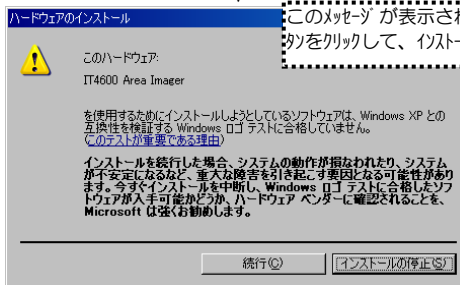 ハードウェアのインストール
このメッセージが表示さ
タンをクリックして、インスト
このハードウェア:
IT4600 Area Imager
を使用するためにインストールしようとしているソフトウェアは、Windows XP との
互換性を検証する Windows ロゴ テストに合格していません。
(このテストが重要である理由)
インストールを続行した場合、システムの動作が損なわれたり、システム
が不安定になるなど、重大な障害を引き起こす要因となる可能性があり
ます。今すぐインストールを中断し、Windows ロゴ テストに合格したソフ
トウェアが入手可能かどうか、ハードウェア ベンダーに確認されることを、
Microsoft は強くお勧めします。
続行(C)
インストールの停止(S)